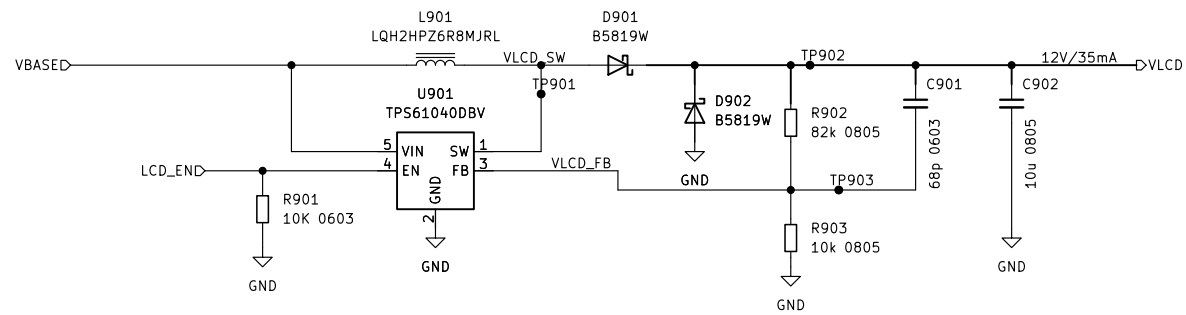 L901
LQH2HPZ6R8MJRL
D901
B5819W
VBASE
VLCD_SW
TP902
12V/35mA
VLCD
TP901
C901
C902
U901
TPS61040DBV
D902
B5819W
R902
82k 0805
68p 0603
10u 0805
5
VIN
SW
1
4
EN
FB
3
GND
2
LCD_EN
VLCD_FB
GND
TP903
R901
10K 0603
R903
10k 0805
GND
GND
GND
GND